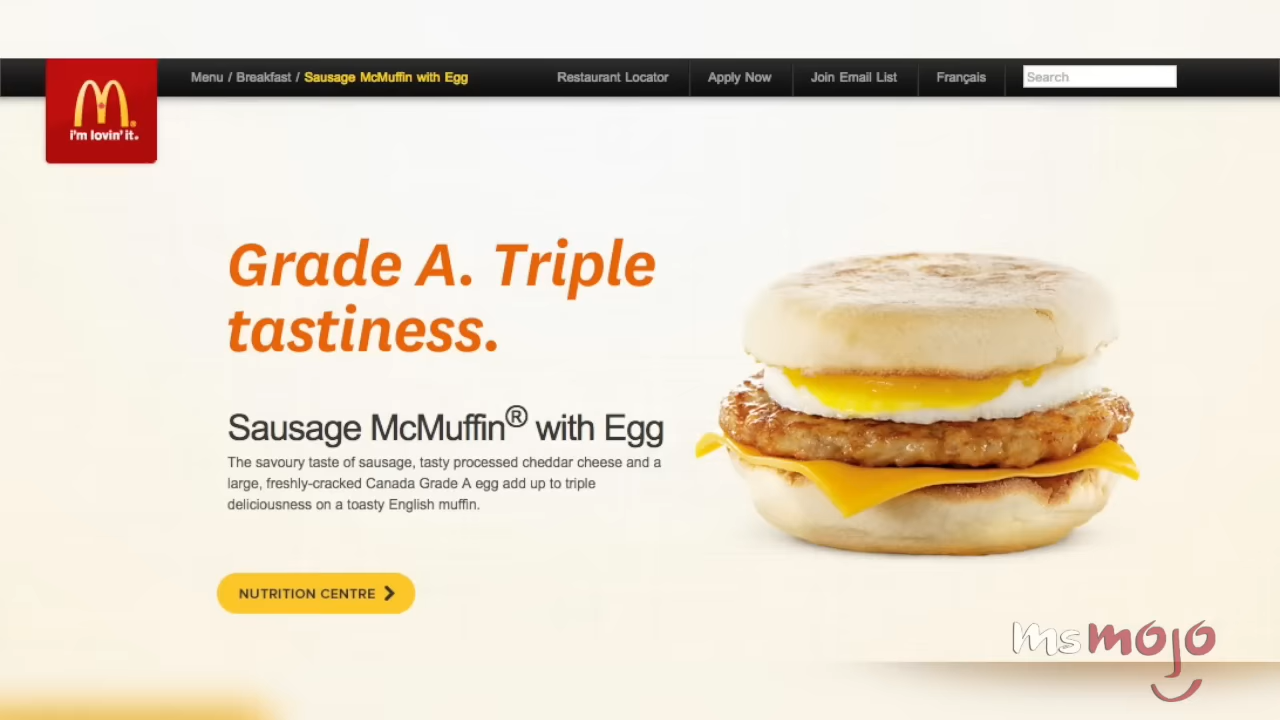 Menu / Breakfast / Sausage McMuffin with Egg
Restaurant Locator
Apply Now
Join Email List
Français
Search
i'm lovin' it.
Grade A. Triple
tastiness.
Sausage McMuffin® with Egg
The savoury taste of sausage, tasty processed cheddar cheese and a
large, freshly-cracked Canada Grade A egg add up to triple
deliciousness on a toasty English muffin.
NUTRITION CENTRE
msmojo